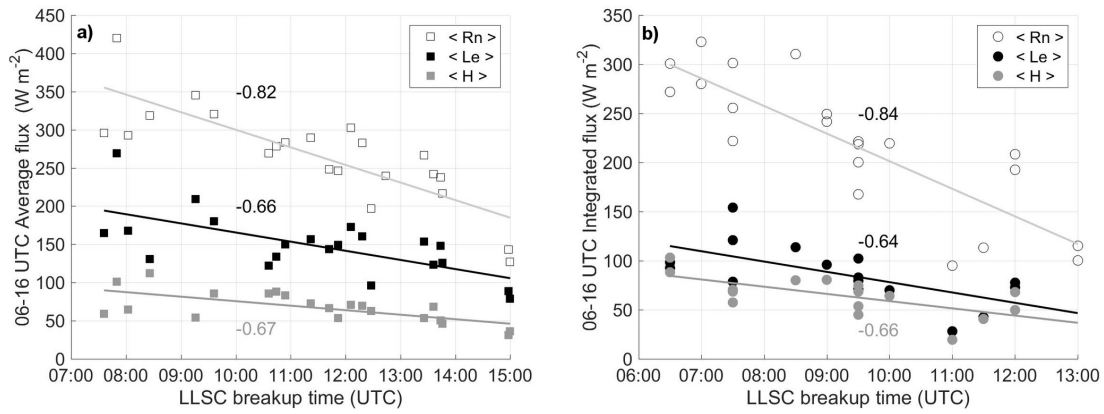 a)
450
400
350
300
250
200
150
100
50
0
06-16 UTC Average flux (W m-2)
< Rn >
< Le >
< H >
-0.82
-0.66
-0.67
07:00 08:00 09:00 10:00 11:00 12:00 13:00 14:00 15:00
LLSC breakup time (UTC)
b)
350
300
250
200
150
100
50
0
06-16 UTC Integrated flux (W m-2)
< Rn >
< Le >
< H >
-0.84
-0.64
-0.66
06:00 07:00 08:00 09:00 10:00 11:00 12:00 13:00
LLSC breakup time (UTC)